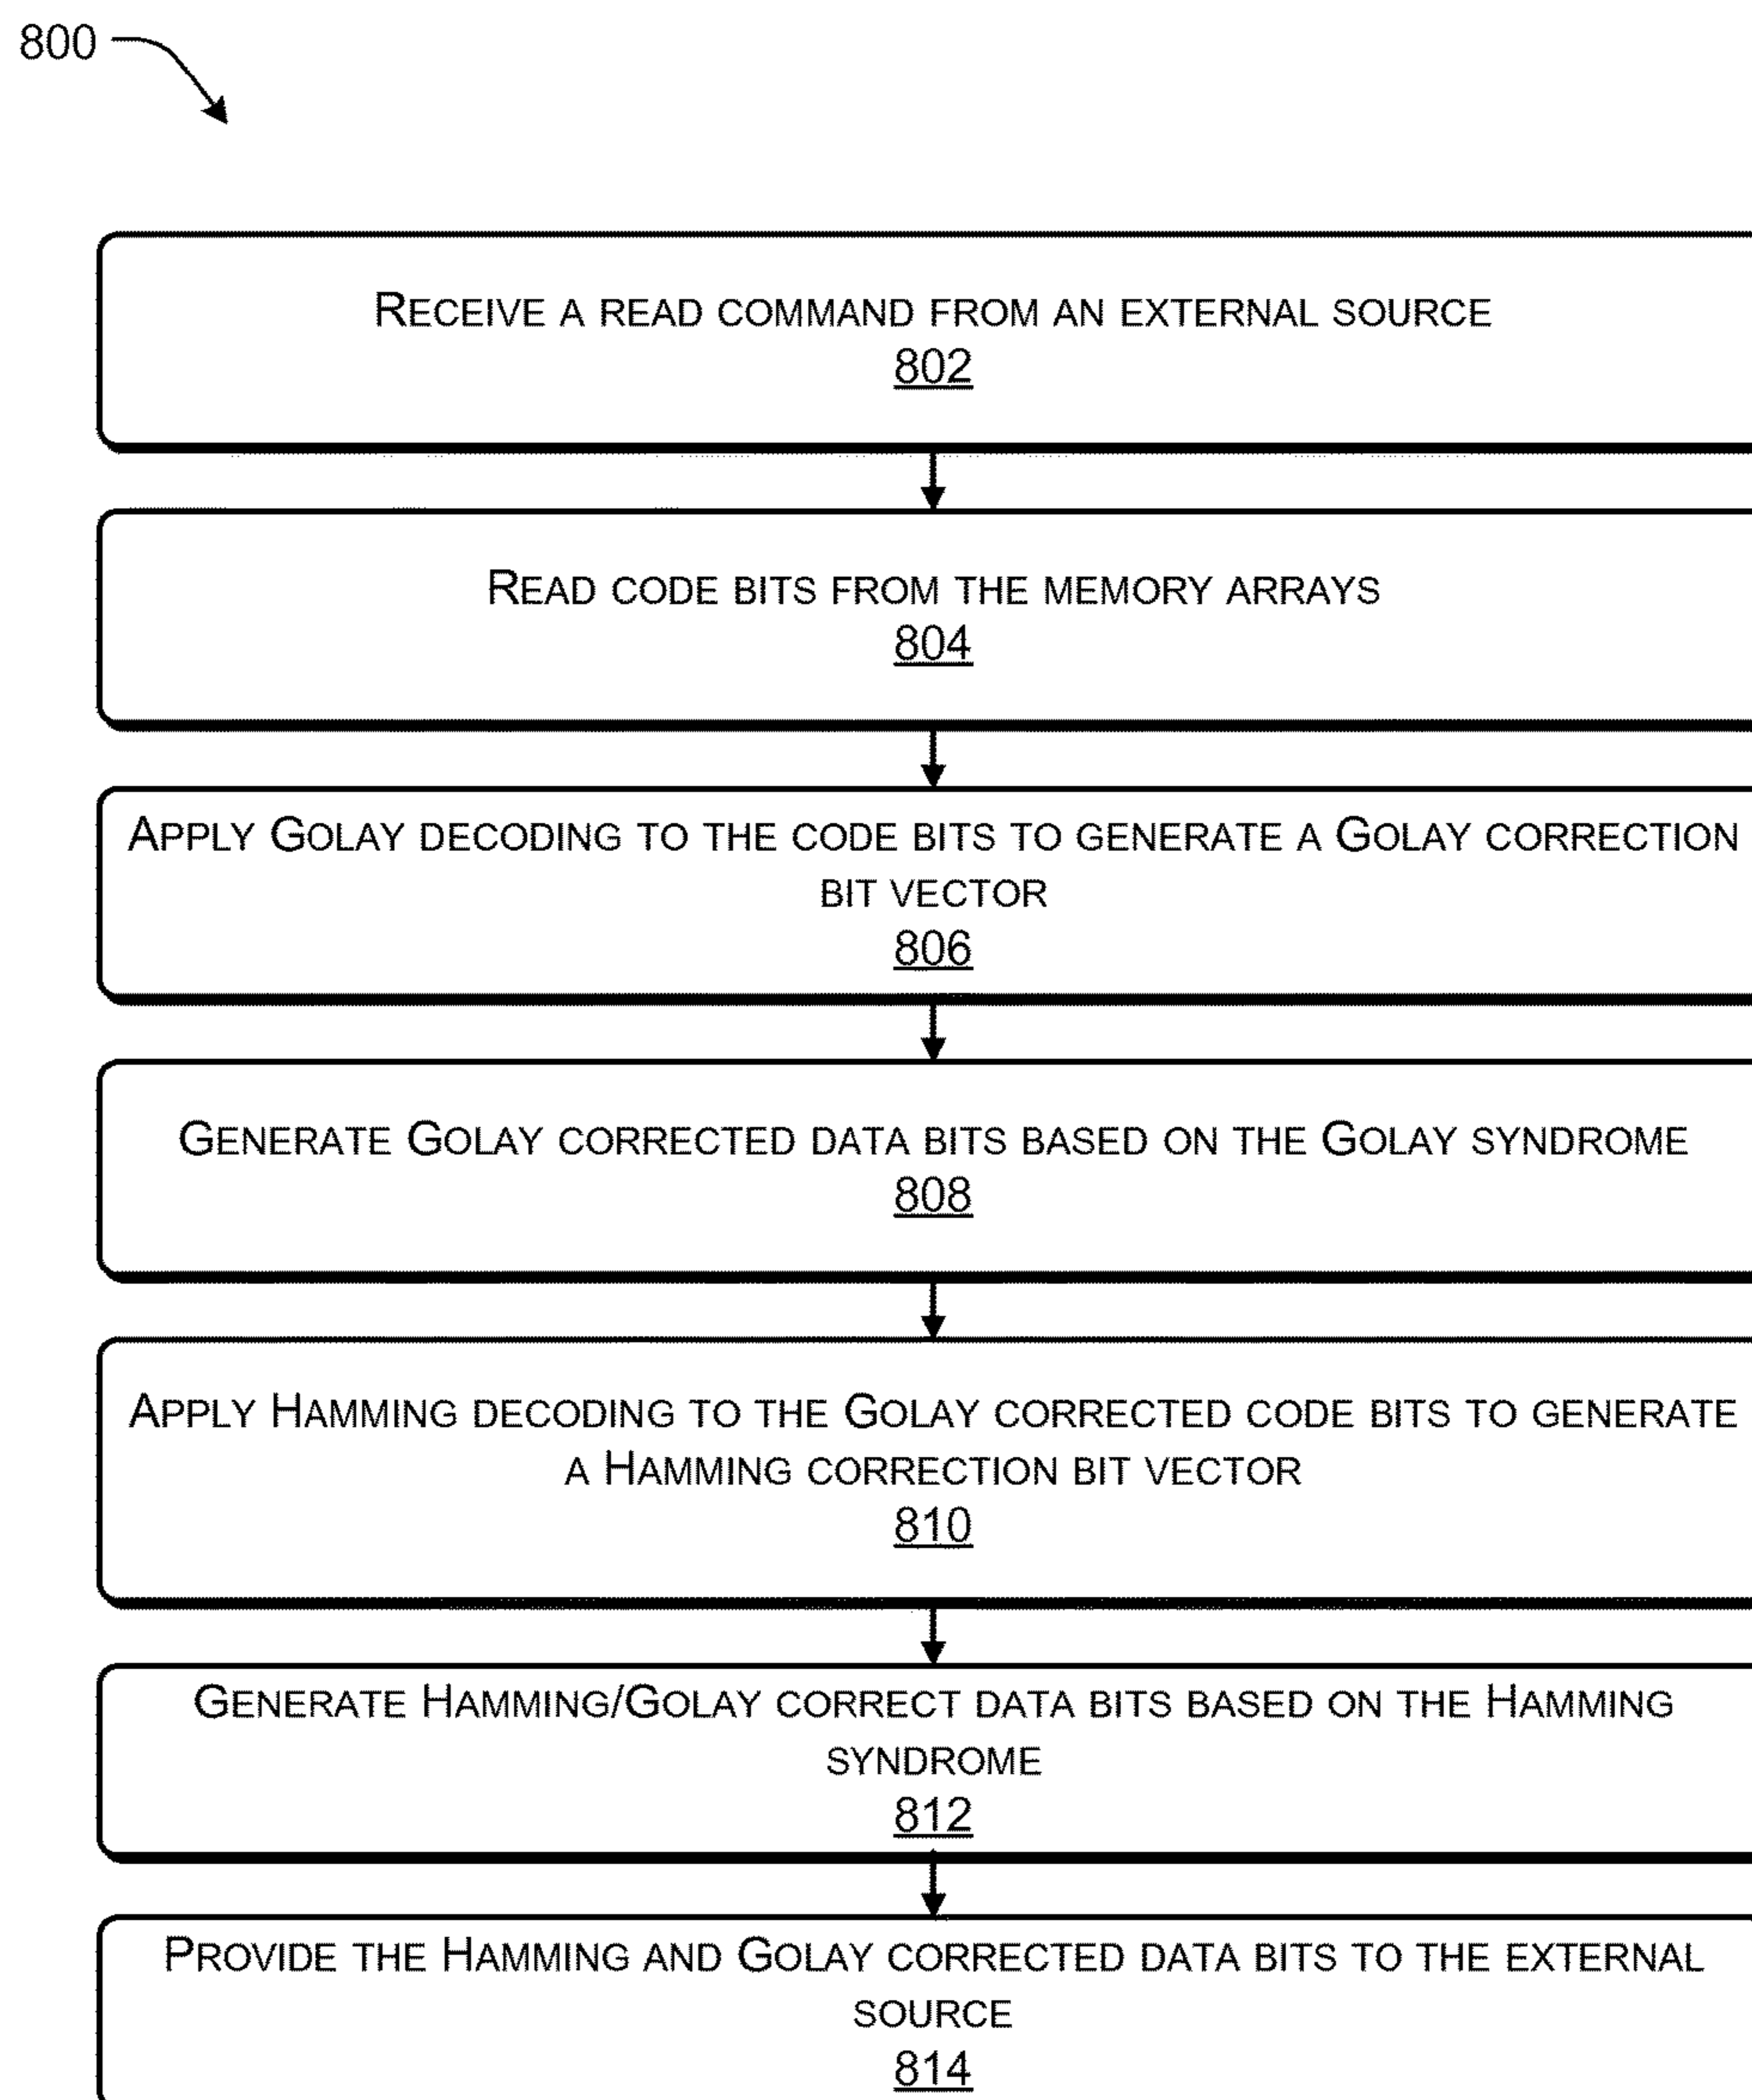 800
RECEIVE A READ COMMAND FROM AN EXTERNAL SOURCE
802
READ CODE BITS FROM THE MEMORY ARRAYS
804
APPLY GOLAY DECODING TO THE CODE BITS TO GENERATE A GOLAY CORRECTION
BIT VECTOR
806
GENERATE GOLAY CORRECTED DATA BITS BASED ON THE GOLAY SYNDROME
808
APPLY HAMMING DECODING TO THE GOLAY CORRECTED CODE BITS TO GENERATE
A HAMMING CORRECTION BIT VECTOR
810
GENERATE HAMMING/GOLAY CORRECT DATA BITS BASED ON THE HAMMING
SYNDROME
812
PROVIDE THE HAMMING AND GOLAY CORRECTED DATA BITS TO THE EXTERNAL
SOURCE
814